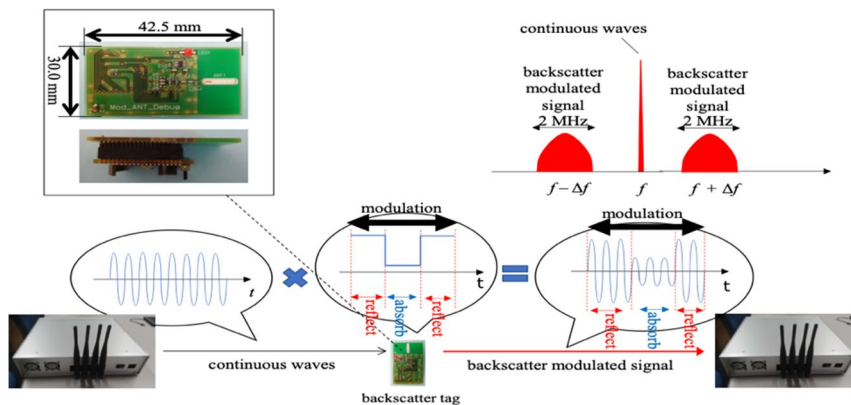 42.5 mm
30.0 mm
Mod_ANT_Debug
continuous waves
backscatter
modulated
signal
2 MHz
backscatter
modulated
signal
2 MHz
f − Δf
f
f + Δf
modulation
modulation
t
t
t
reflect
absorb
reflect
reflect
absorb
reflect
continuous waves
backscatter modulated signal
backscatter tag